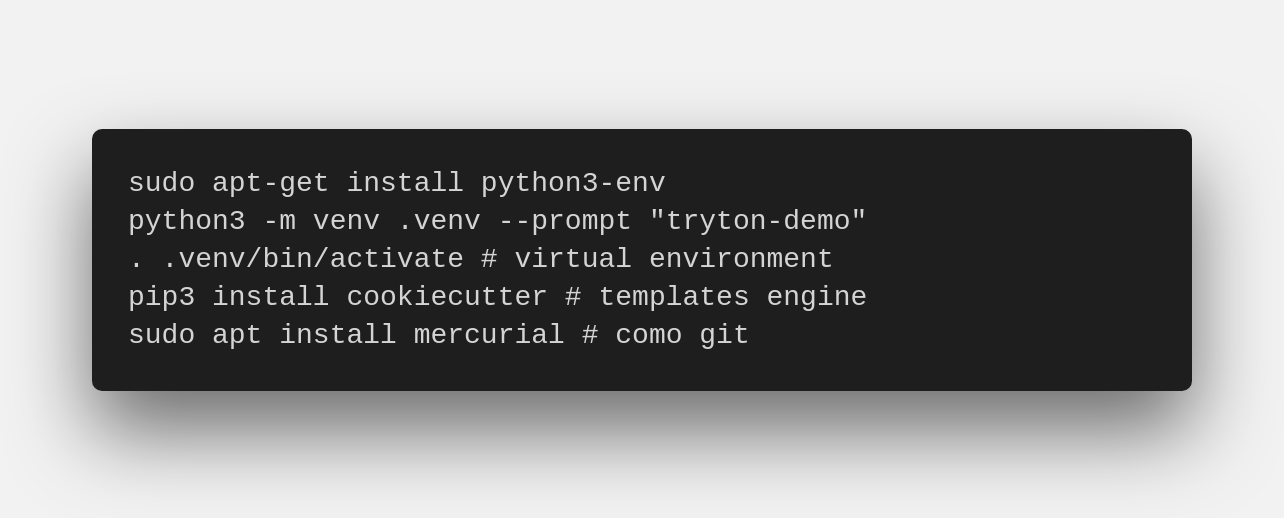 sudo apt-get install python3-env
python3 -m venv .venv --prompt "tryton-demo"
. .venv/bin/activate # virtual environment
pip3 install cookiecutter # templates engine
sudo apt install mercurial # como git